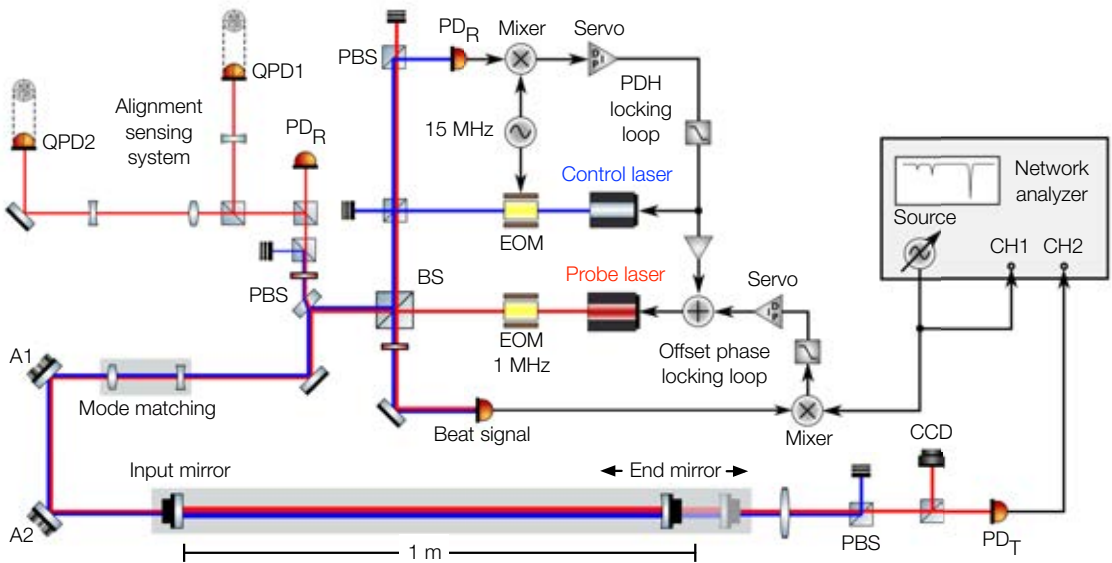 PD_R
Mixer
Servo
PBS
QPD1
PDH
locking
loop
Alignment
sensing
system
QPD2
PD_R
15 MHz
Network
analyzer
Control laser
Source
CH1
CH2
EOM
BS
Probe laser
Servo
PBS
A1
EOM
1 MHz
Offset phase
locking loop
Mode matching
Beat signal
Mixer
CCD
Input mirror
End mirror
A2
PBS
PD_T
1 m
D I P
D I P